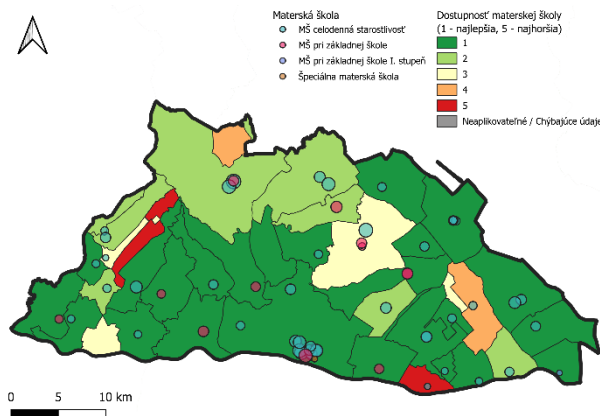 Materská škola
MŠ celodenná starostlivosť
MŠ pri základnej škole
MŠ pri základnej škole I. stupeň
Špeciálna materská škola
Dostupnosť materskej školy
(1 - najlepšia, 5 - najhoršia)
1
2
3
4
5
Neaplikovateľné / Chýbajúce údaje
0 5 10 km